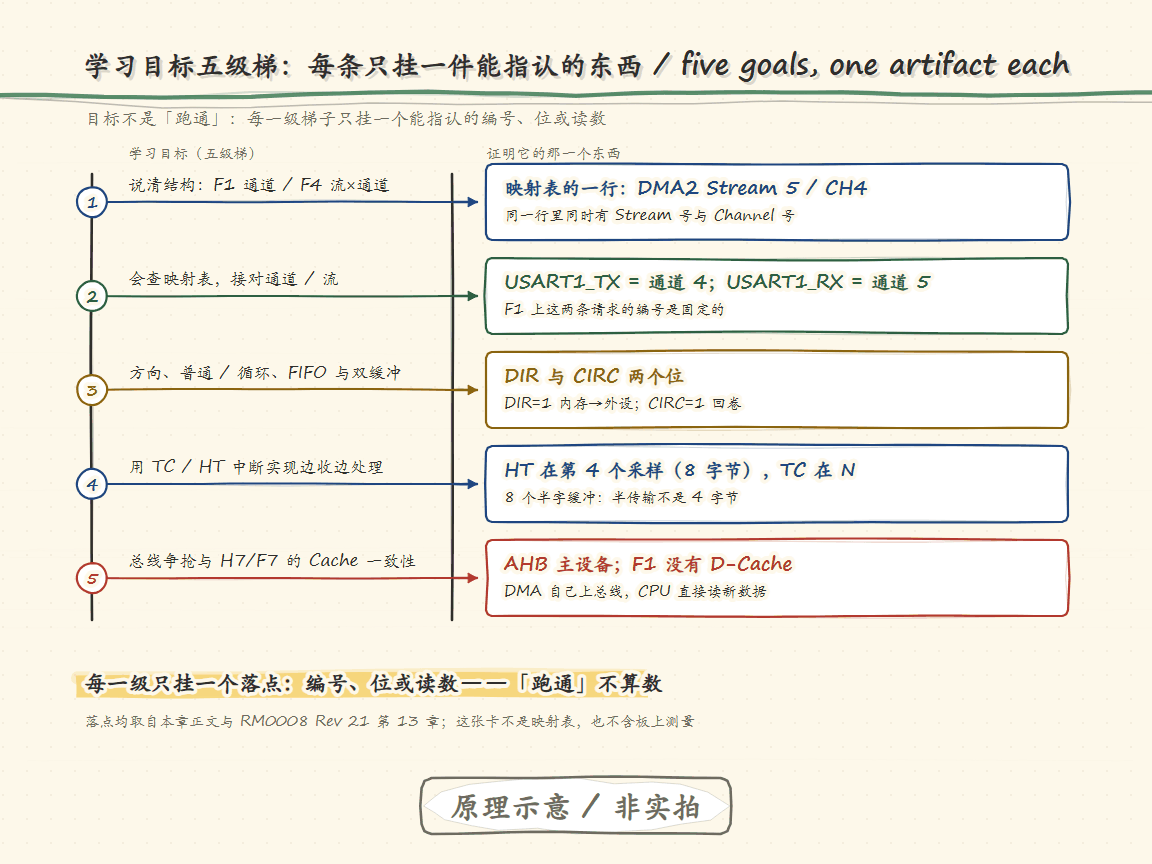 学习目标五级梯：每条只挂一件能指认的东西 / five goals, one artifact each
目标不是「跑通」：每一级梯子只挂一个能指认的编号、位或读数
学习目标（五级梯）
证明它的那一个东西
1
说清结构：F1 通道 / F4 流×通道
映射表的一行：DMA2 Stream 5 / CH4
同一行里同时有 Stream 号与 Channel 号
2
会查映射表，接对通道 / 流
USART1_TX = 通道 4；USART1_RX = 通道 5
F1 上这两条请求的编号是固定的
3
方向、普通 / 循环、FIFO 与双缓冲
DIR 与 CIRC 两个位
DIR=1 内存→外设；CIRC=1 回卷
4
用 TC / HT 中断实现边收边处理
HT 在第 4 个采样（8 字节），TC 在 N
8 个半字缓冲：半传输不是 4 字节
5
总线争抢与 H7/F7 的 Cache 一致性
AHB 主设备；F1 没有 D-Cache
DMA 自己上总线，CPU 直接读新数据
每一级只挂一个落点：编号、位或读数——「跑通」不算数
落点均取自本章正文与 RM0008 Rev 21 第 13 章；这张卡不是映射表，也不含板上测量
原理示意 / 非实拍